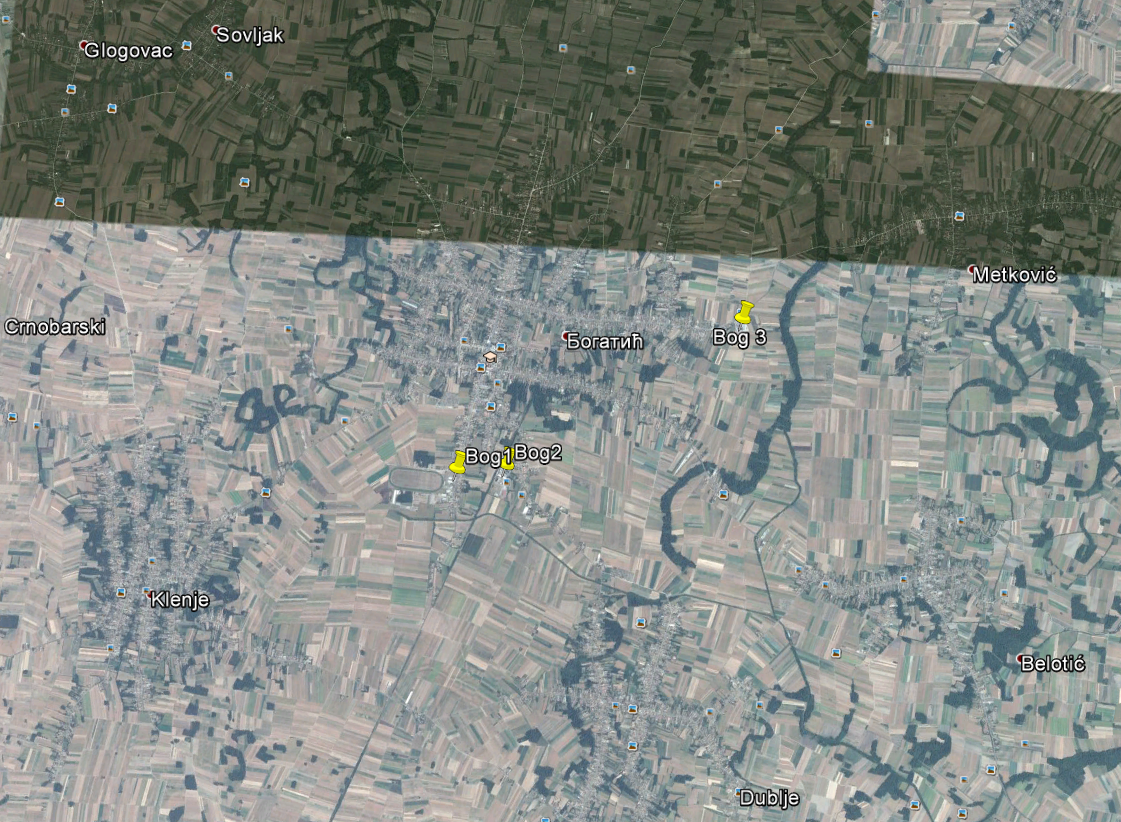 Sovljak
Glogovac
Metković
Crnobarski
Bog 3
Богатић
Bog1
Bog2
Klenje
Belotić
Dublje